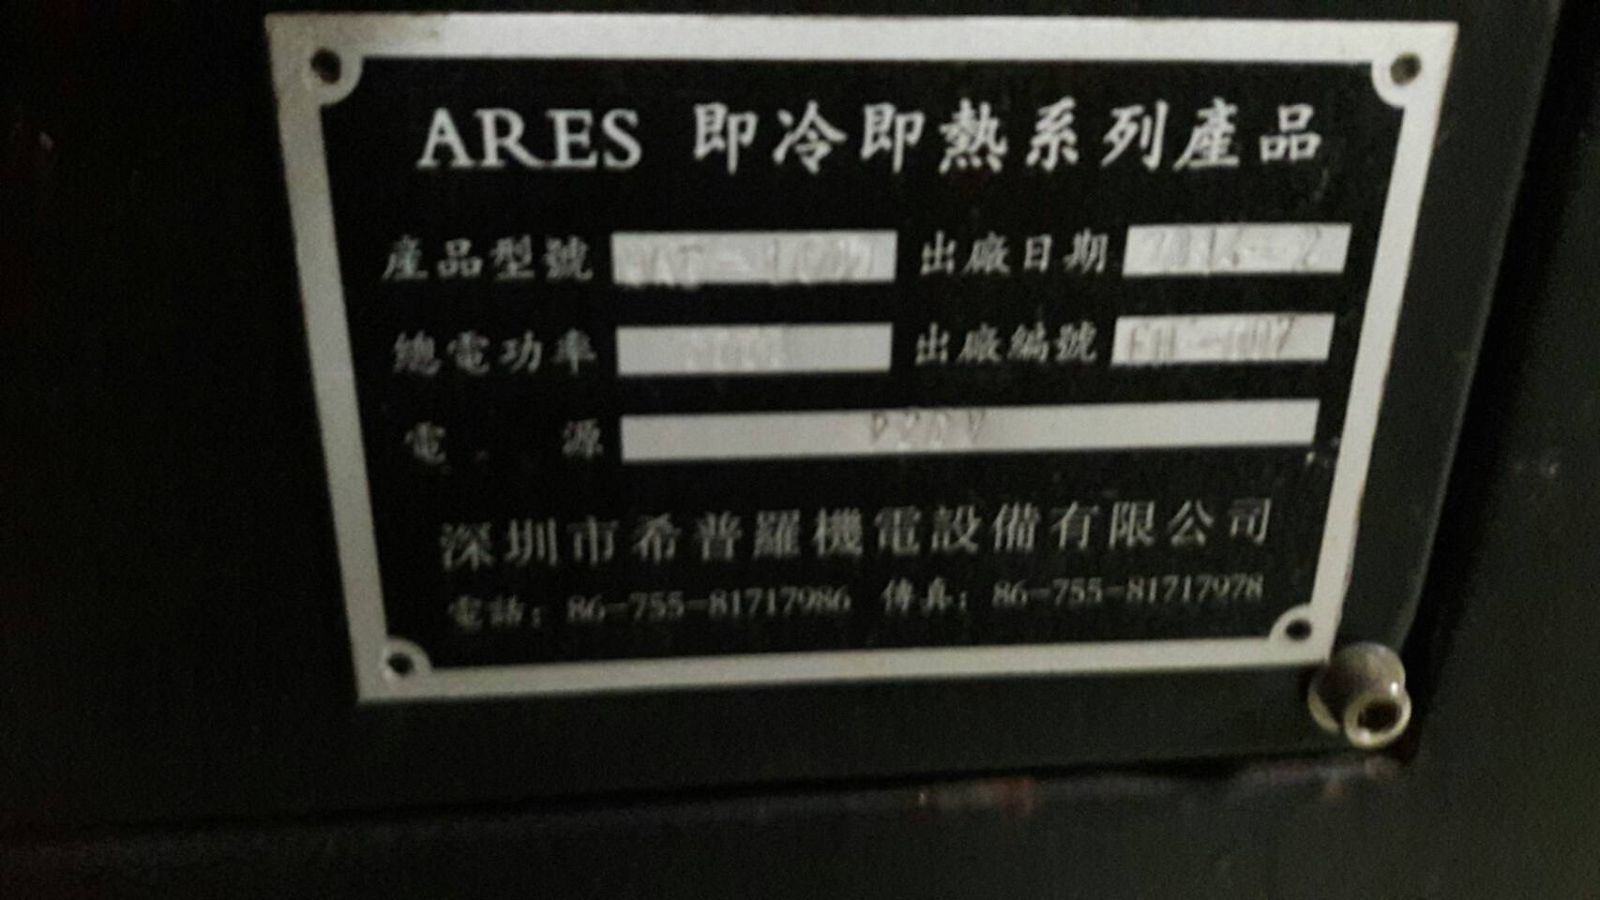 ARES 即冷即熱系列產品
產品型號 出廠日期
總電功率 出廠編號
電 源
深圳市希普羅機電設備有限公司
電話: 86-755-81717986 傳真: 86-755-81717978